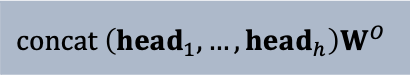 concat (head₁, …, headₕ)Wᴼ